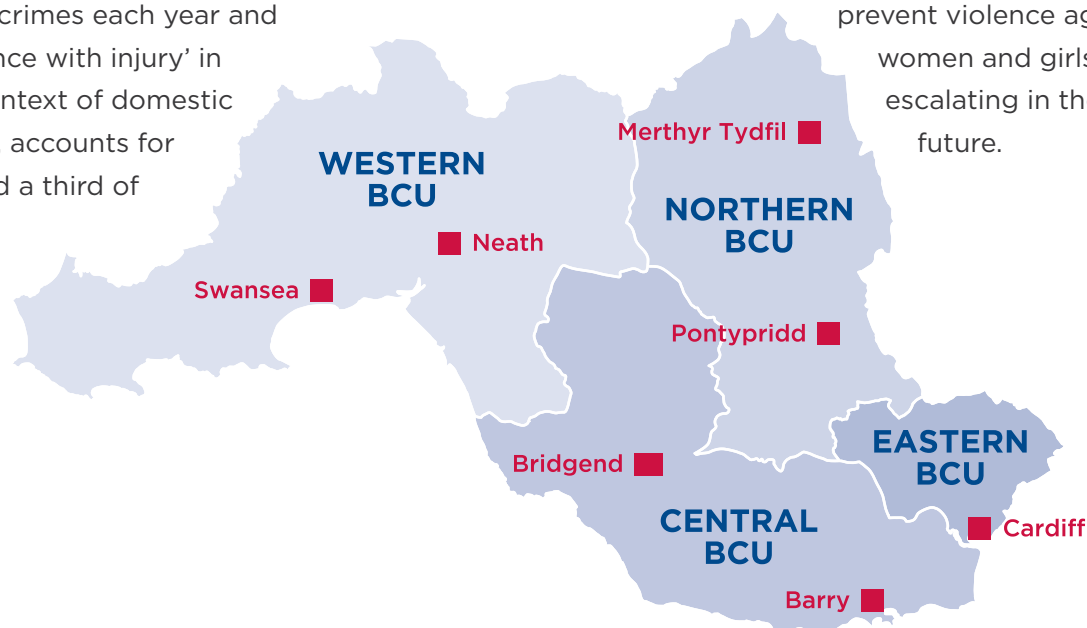 crimes each year and
nce with injury’ in
ntext of domestic
accounts for
d a third of
prevent violence ag
women and girls
escalating in th
future.
Merthyr Tydfil
WESTERN
BCU
NORTHERN
BCU
Neath
Swansea
Pontypridd
EASTERN
BCU
Bridgend
CENTRAL
BCU
Cardiff
Barry